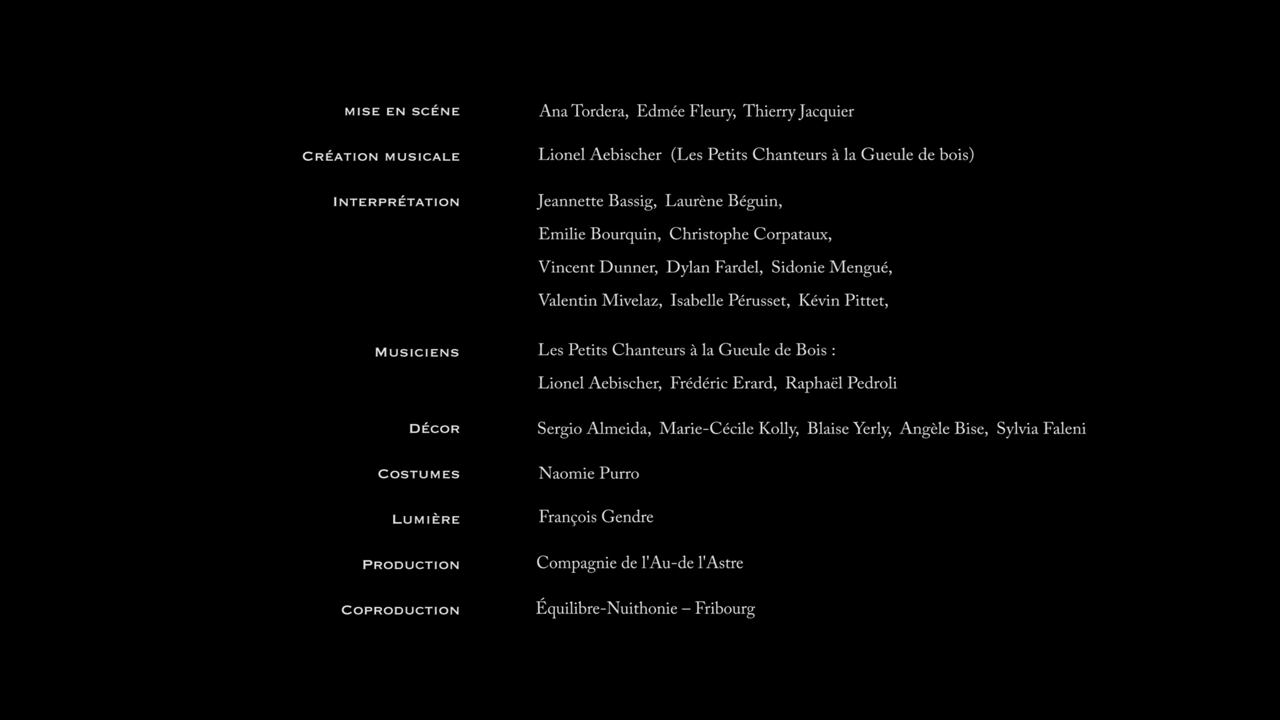 MISE EN SCÉNE Ana Tordera, Edmée Fleury, Thierry Jacquier
CRÉATION MUSICALE Lionel Aebischer (Les Petits Chanteurs à la Gueule de bois)
INTERPRÉTATION Jeannette Bassig, Laurène Béguin,
Emilie Bourquin, Christophe Corpataux,
Vincent Dunner, Dylan Fardel, Sidonie Mengué,
Valentin Mivelaz, Isabelle Pérusset, Kévin Pittet,
MUSICIENS Les Petits Chanteurs à la Gueule de Bois :
Lionel Aebischer, Frédéric Erard, Raphaël Pedroli
DÉCOR Sergio Almeida, Marie-Cécile Kolly, Blaise Yerly, Angèle Bise, Sylvia Faleni
COSTUMES Naomie Purro
LUMIÈRE François Gendre
PRODUCTION Compagnie de l'Au-de l'Astre
COPRODUCTION Équilibre-Nuithonie – Fribourg